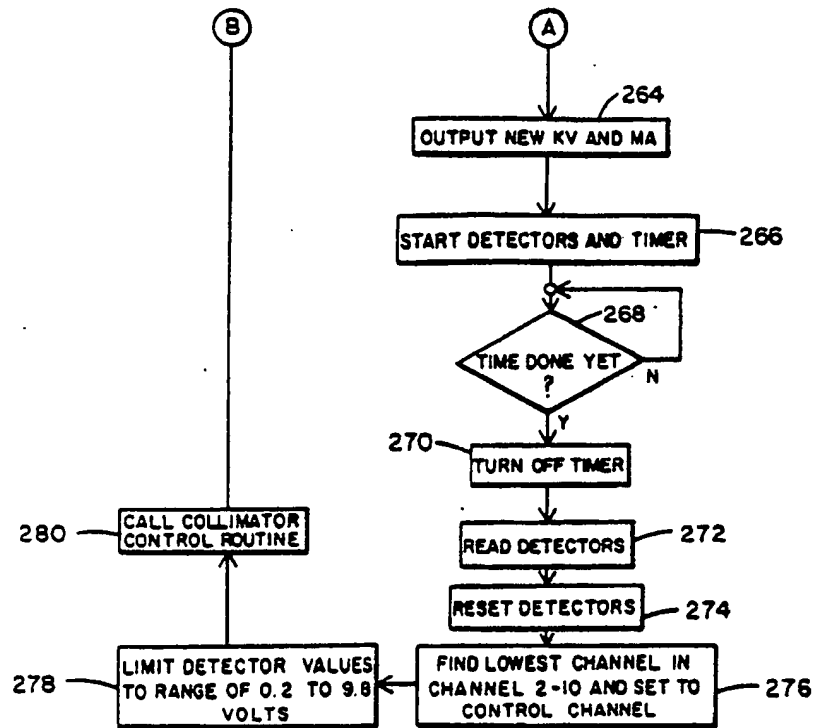 B
A
264
OUTPUT NEW KV AND MA
START DETECTORS AND TIMER
266
268
TIME DONE YET
?
N
Y
270
TURN OFF TIMER
280
CALL COLLIMATOR
CONTROL ROUTINE
READ DETECTORS
272
RESET DETECTORS
274
278
LIMIT DETECTOR VALUES
TO RANGE OF 0.2 TO 9.8
VOLTS
FIND LOWEST CHANNEL IN
CHANNEL 2-10 AND SET TO
CONTROL CHANNEL
276